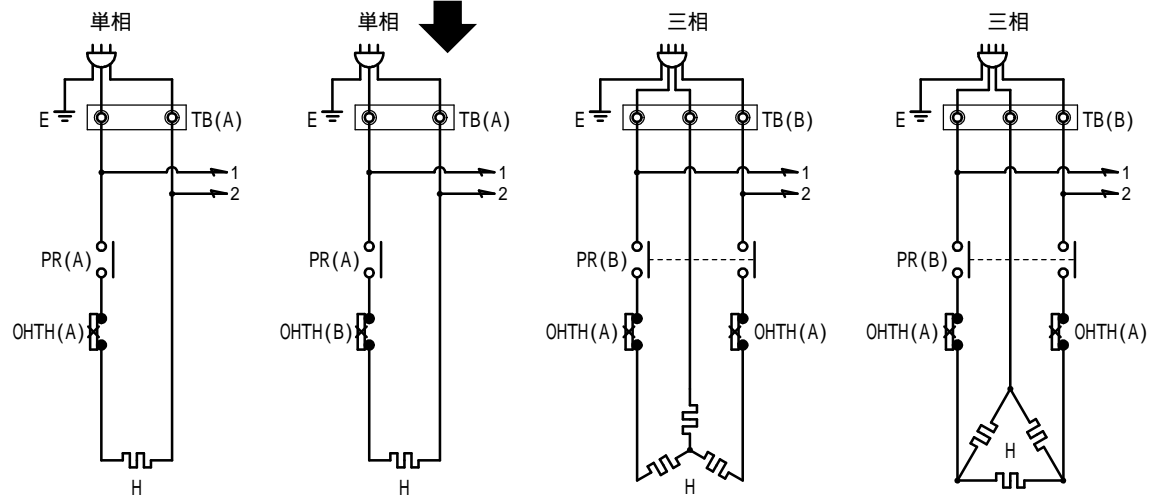 単相
E
TB(A)
1
2
PR(A)
OHTH(A)
H
単相
E
TB(A)
1
2
PR(A)
OHTH(B)
H
三相
E
TB(B)
1
2
PR(B)
OHTH(A) OHTH(A)
H
三相
E
TB(B)
1
2
PR(B)
OHTH(A) OHTH(A)
H